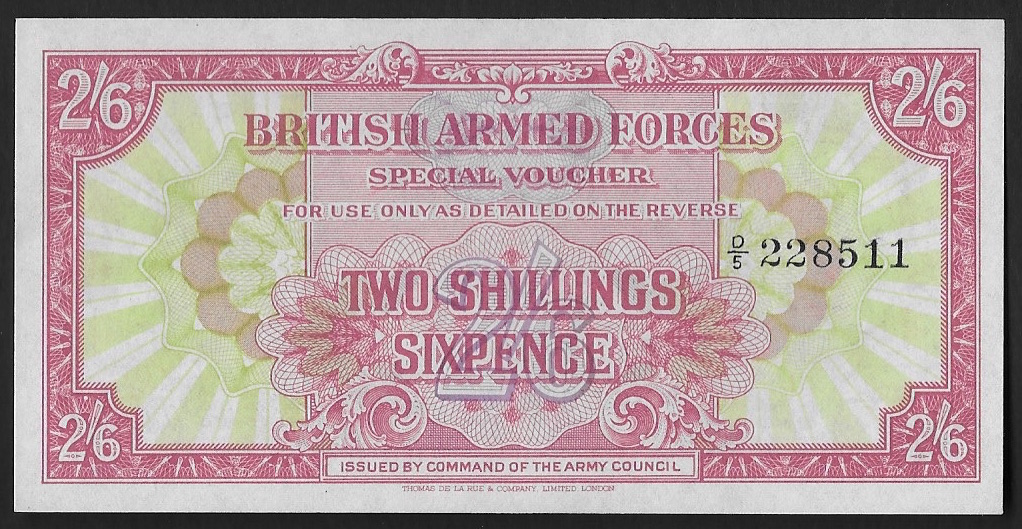 2/6 2/6
BRITISH ARMED FORCES
SPECIAL VOUCHER
FOR USE ONLY AS DETAILED ON THE REVERSE
D/5 228511
2/6
TWO SHILLINGS
SIXPENCE
2/6 2/6
ISSUED BY COMMAND OF THE ARMY COUNCIL
THOMAS DE LA RUE & COMPANY, LIMITED LONDON